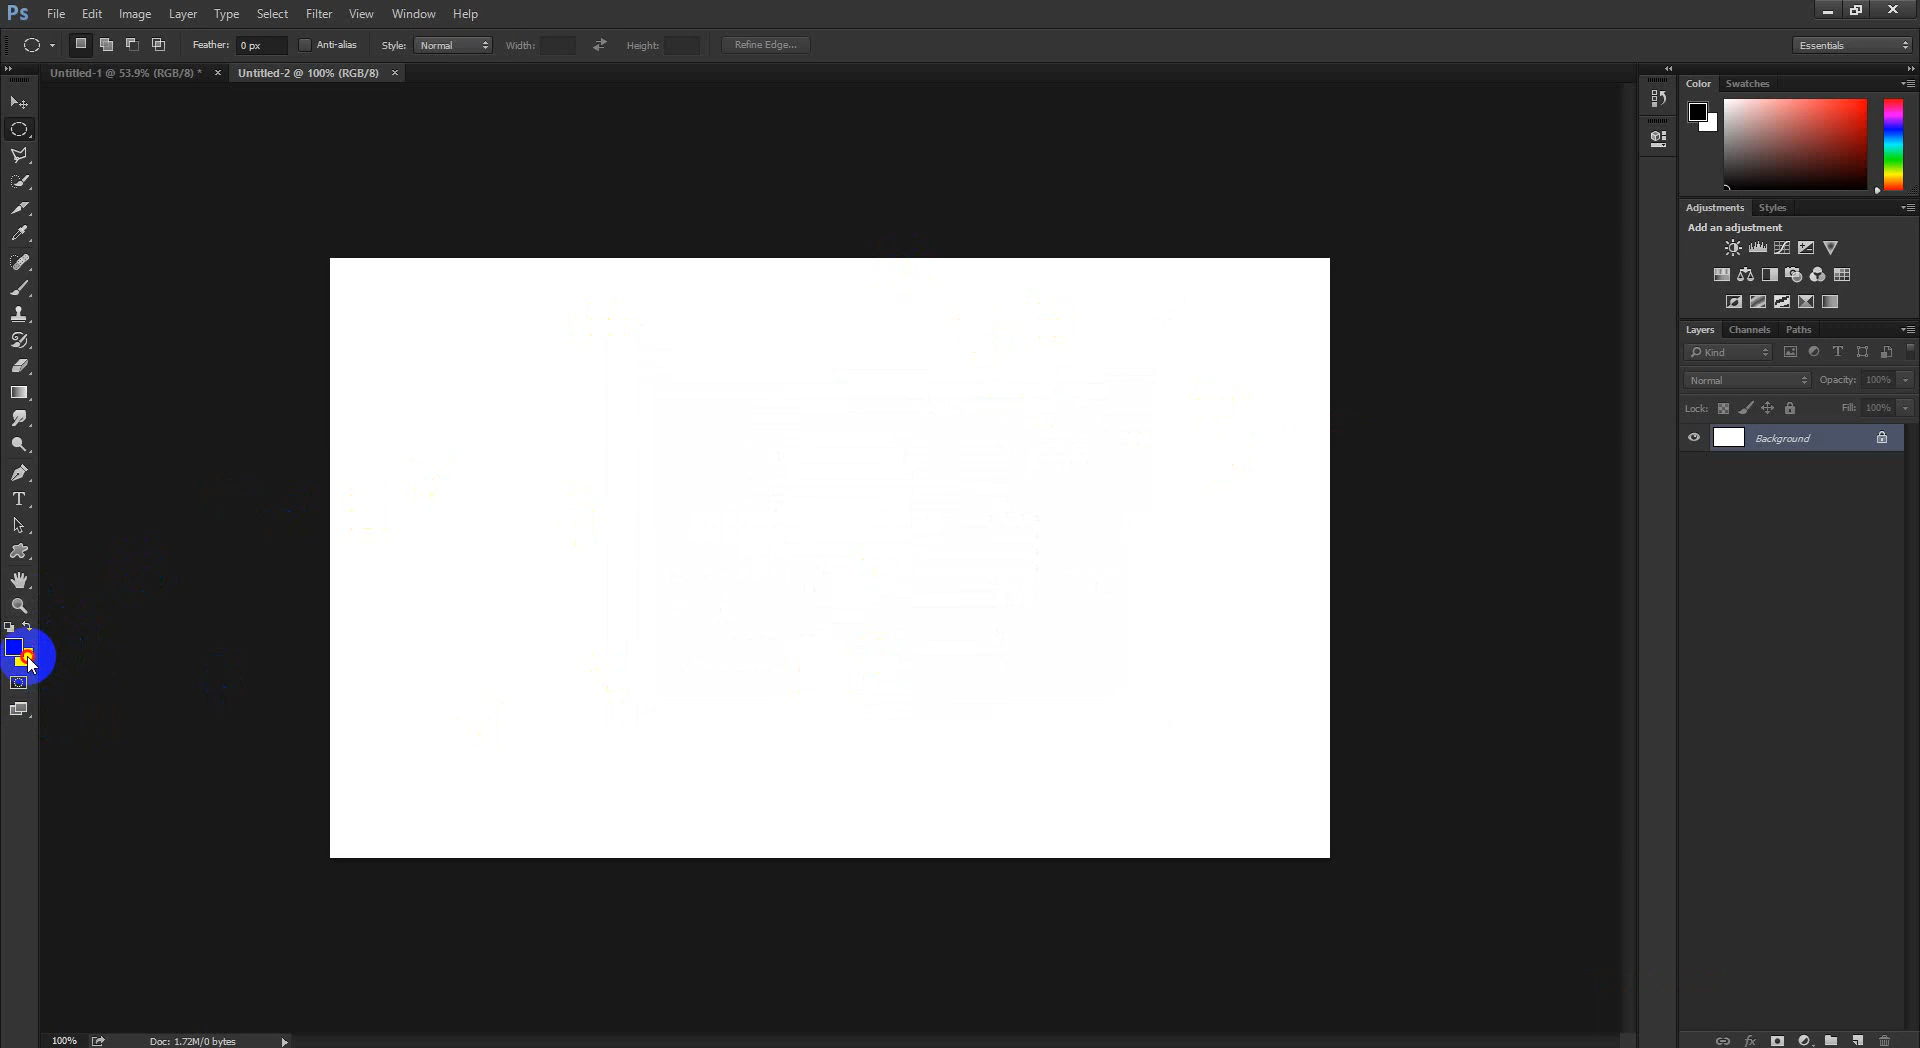 Ps File Edit Image Layer Type Select Filter View Window Help
Feather: 0 px Anti-alias Style: Normal Width: Height: Refine Edge... Essentials
Untitled-1 @ 53.9% (RGB/8) * × Untitled-2 @ 100% (RGB/8) ×
Color Swatches
Adjustments Styles
Add an adjustment
Layers Channels Paths
Kind
Normal Opacity: 100%
Lock: Fill: 100%
Background
T
100% Doc: 1.72M/0 bytes
fx